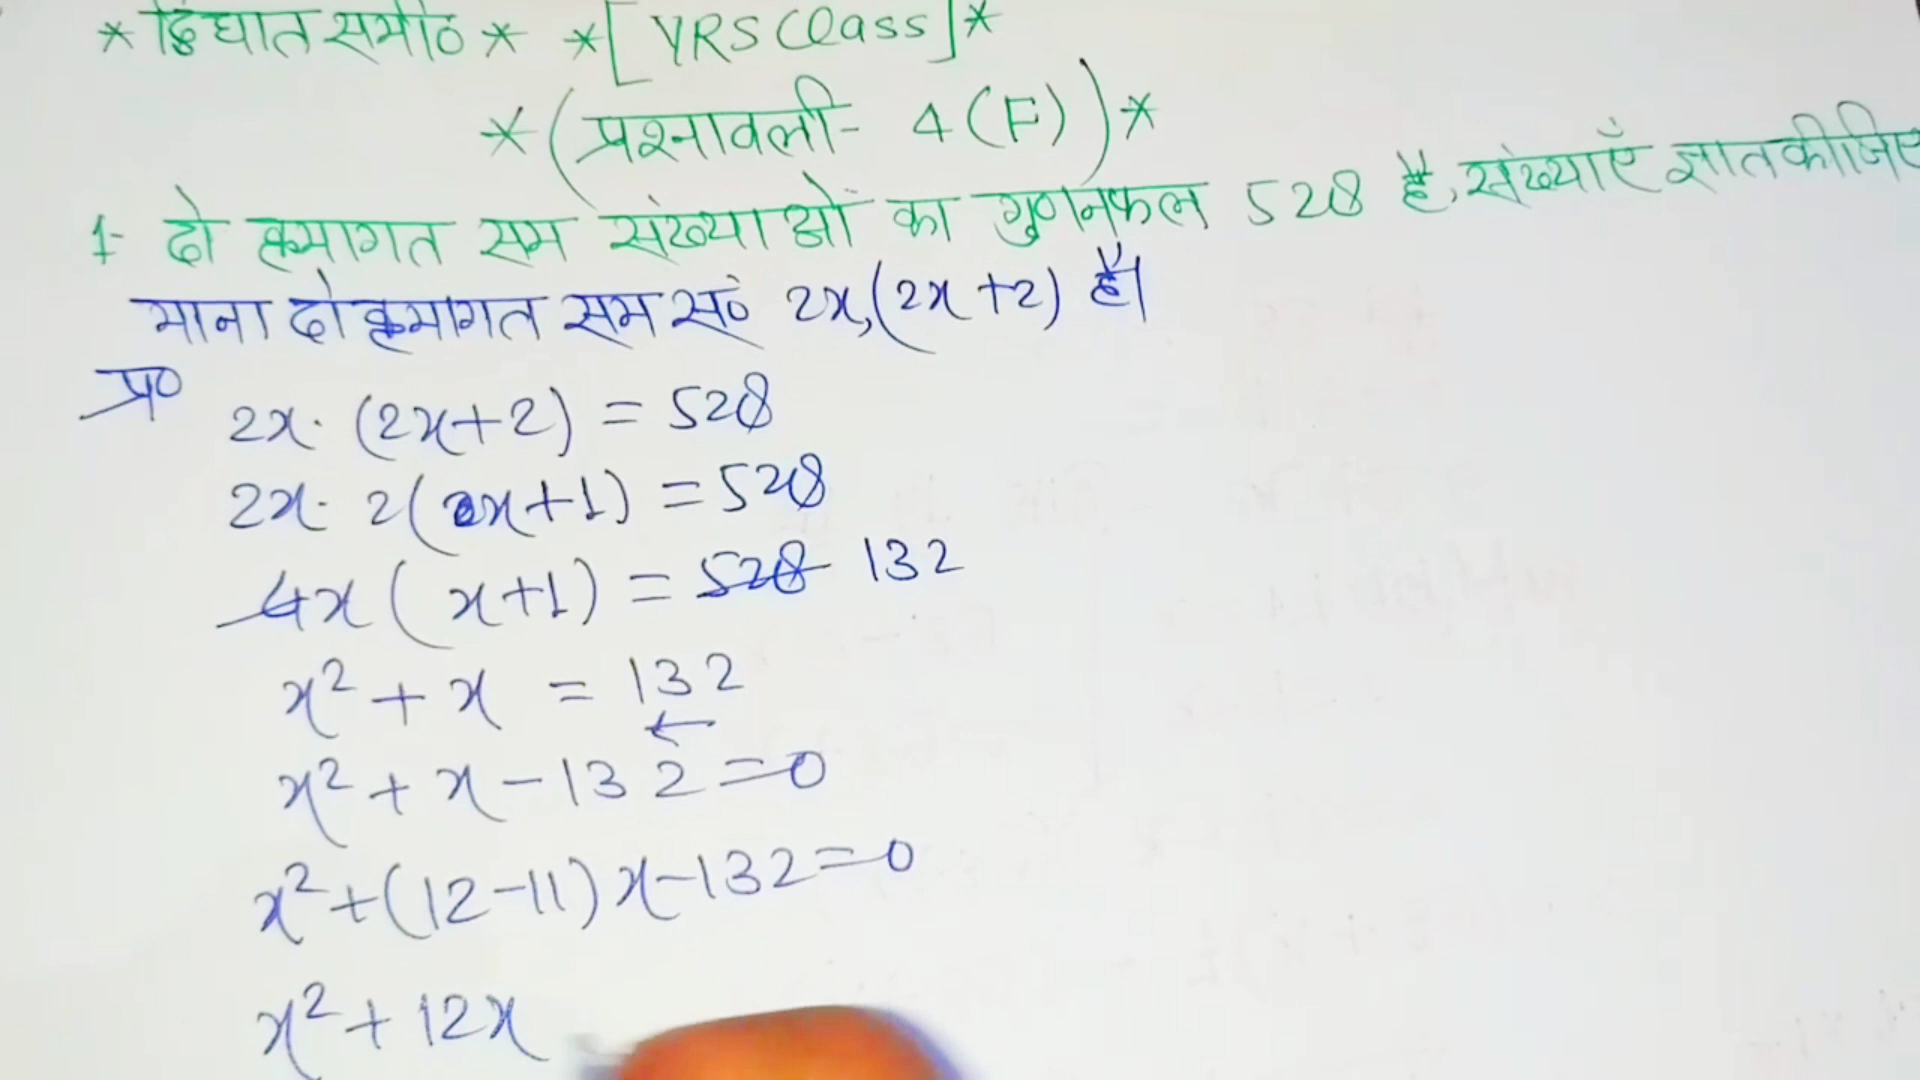 * द्विघात समी० * *[YRS Class]*
*(प्रश्नावली- 4(F))*
1- दो क्रमागत सम संख्याओं का गुणनफल 528 है, संख्याएँ ज्ञात कीजिए
माना दो क्रमागत सम सं० 2x,(2x+2) है।
प्र०
2x. (2x+2) = 528
2x. 2(x+1) = 528
4x (x+1) = 528 132
x² + x = 132
←
x² + x - 132 = 0
x² + (12-11)x - 132 = 0
x² + 12x